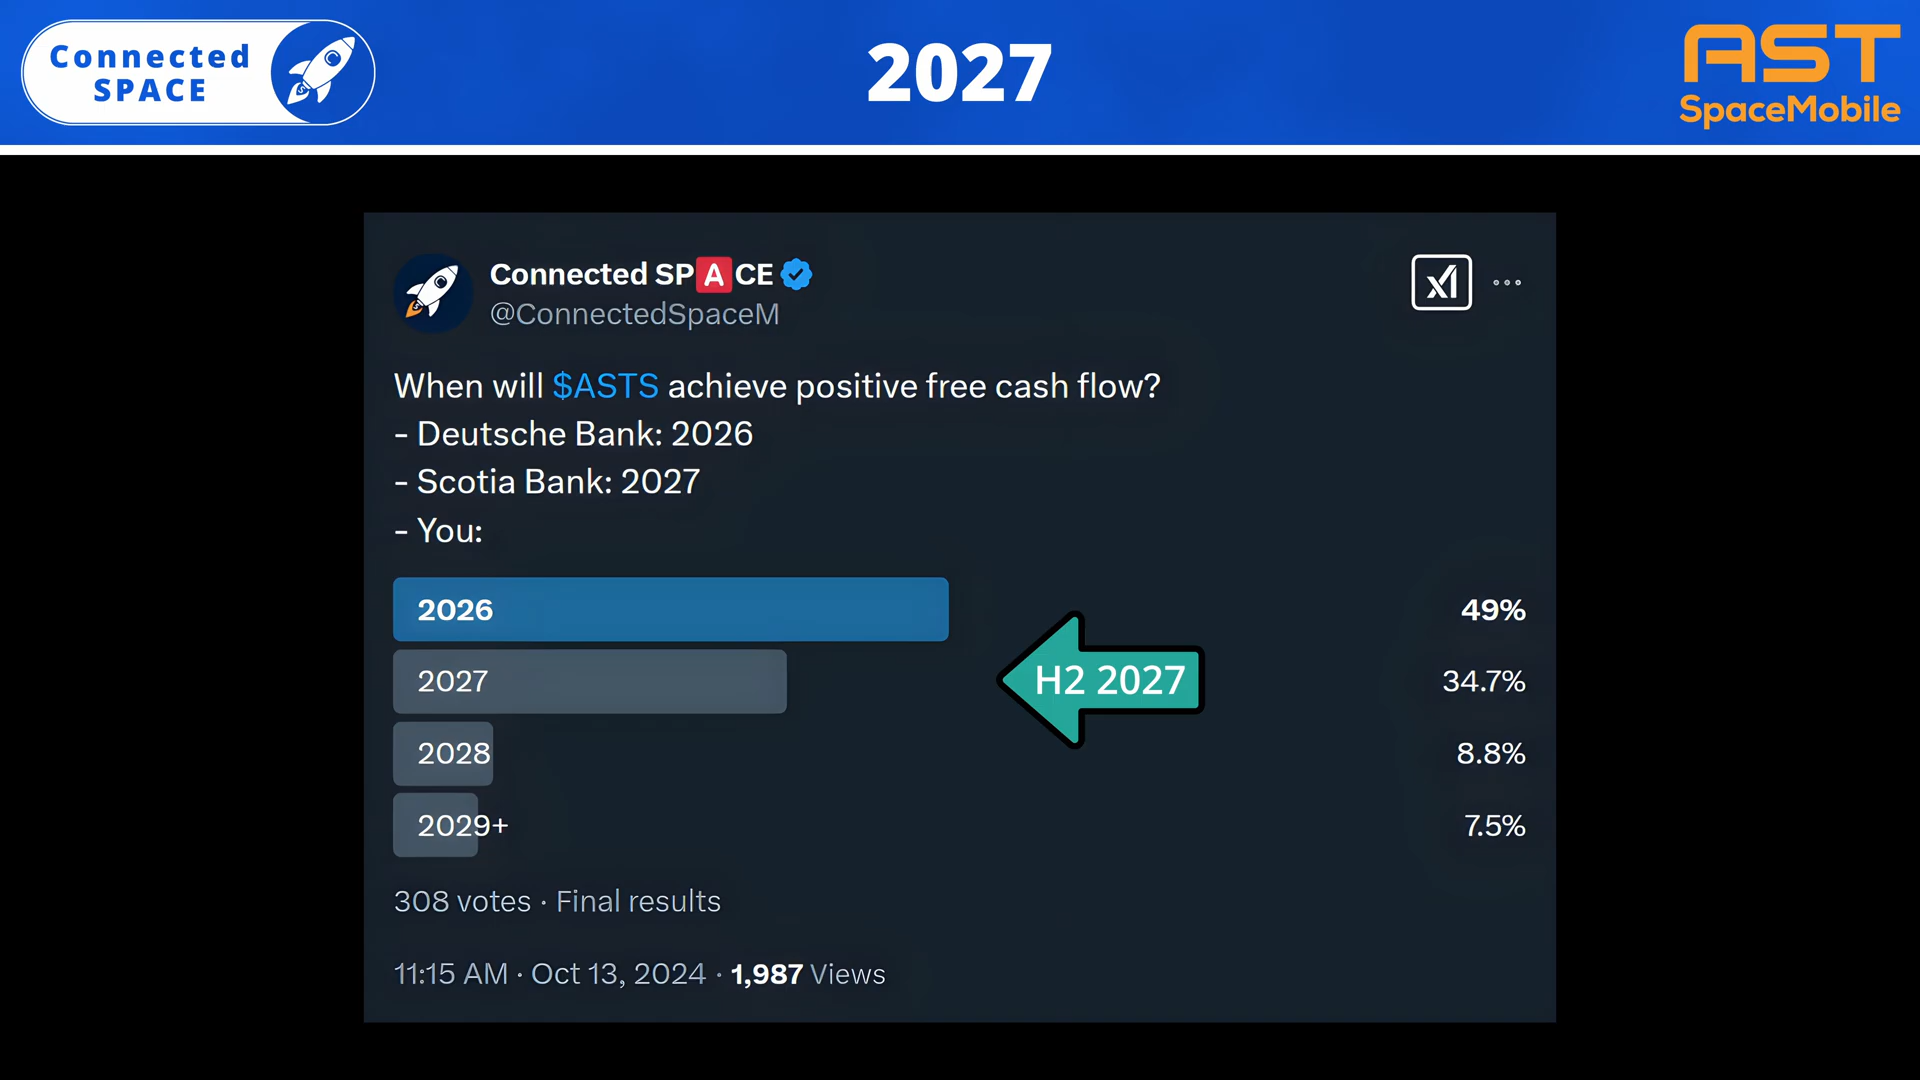 Connected
SPACE
2027
AST
SpaceMobile
Connected SP🅰CE
@ConnectedSpaceM
When will $ASTS achieve positive free cash flow?
- Deutsche Bank: 2026
- Scotia Bank: 2027
- You:
2026 49%
2027 34.7%
H2 2027
2028 8.8%
2029+ 7.5%
308 votes · Final results
11:15 AM · Oct 13, 2024 · 1,987 Views